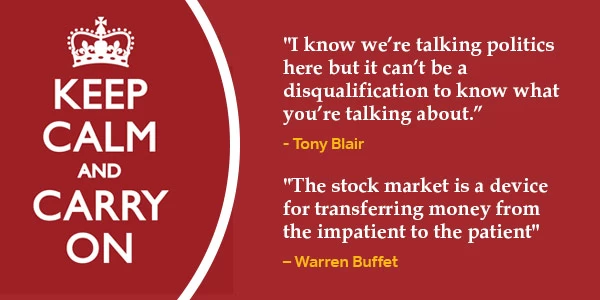 KEEP
CALM
AND
CARRY
ON
"I know we’re talking politics
here but it can’t be a
disqualification to know what
you’re talking about.”
- Tony Blair
"The stock market is a device
for transferring money from
the impatient to the patient"
– Warren Buffet